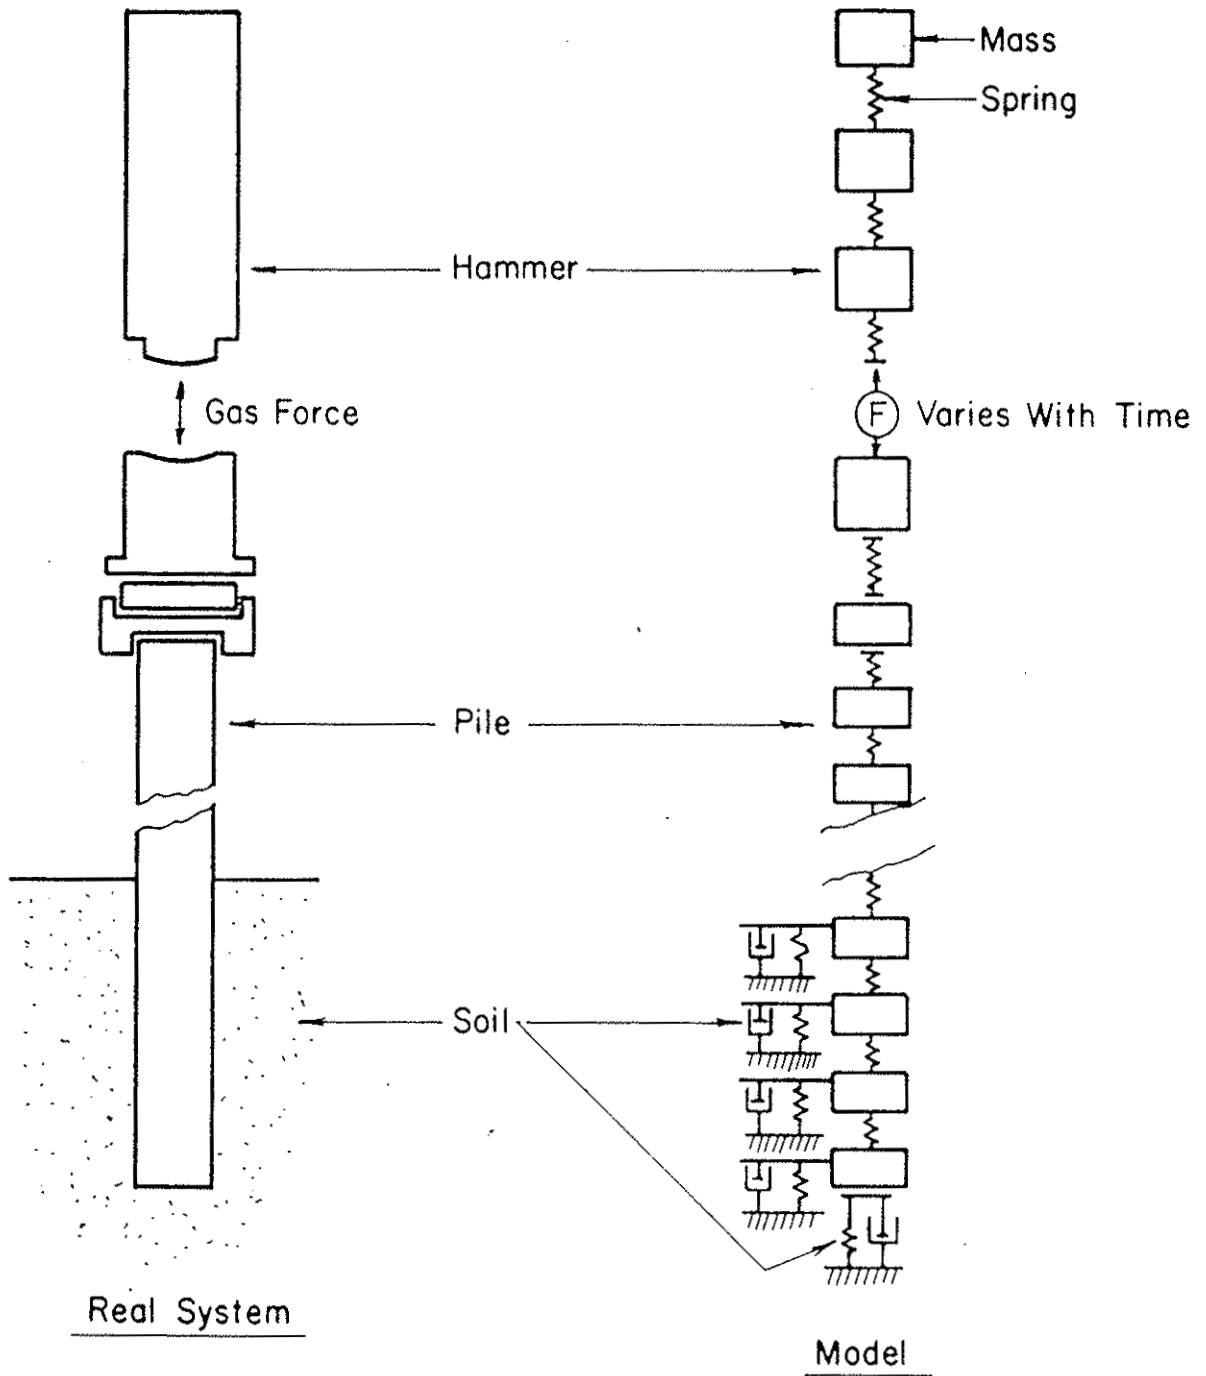 Mass
Spring
Hammer
Gas Force
F Varies With Time
Pile
Soil
Real System
Model